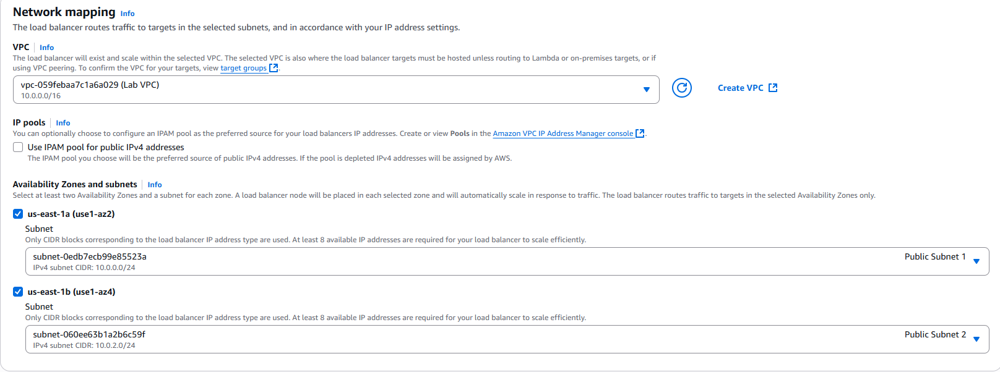 Network mapping Info
The load balancer routes traffic to targets in the selected subnets, and in accordance with your IP address settings.
VPC Info
The load balancer will exist and scale within the selected VPC. The selected VPC is also where the load balancer targets must be hosted unless routing to Lambda or on-premises targets, or if
using VPC peering. To confirm the VPC for your targets, view target groups.
vpc-059febaa7c1a6a029 (Lab VPC)
10.0.0.0/16
Create VPC
IP pools Info
You can optionally choose to configure an IPAM pool as the preferred source for your load balancers IP addresses. Create or view Pools in the Amazon VPC IP Address Manager console.
Use IPAM pool for public IPv4 addresses
The IPAM pool you choose will be the preferred source of public IPv4 addresses. If the pool is depleted IPv4 addresses will be assigned by AWS.
Availability Zones and subnets Info
Select at least two Availability Zones and a subnet for each zone. A load balancer node will be placed in each selected zone and will automatically scale in response to traffic. The load balancer routes traffic to targets in the selected Availability Zones only.
us-east-1a (use1-az2)
Subnet
Only CIDR blocks corresponding to the load balancer IP address type are used. At least 8 available IP addresses are required for your load balancer to scale efficiently.
subnet-0edb7ecb99e85523a Public Subnet 1
IPv4 subnet CIDR: 10.0.0.0/24
us-east-1b (use1-az4)
Subnet
Only CIDR blocks corresponding to the load balancer IP address type are used. At least 8 available IP addresses are required for your load balancer to scale efficiently.
subnet-060ee63b1a2b6c59f Public Subnet 2
IPv4 subnet CIDR: 10.0.2.0/24